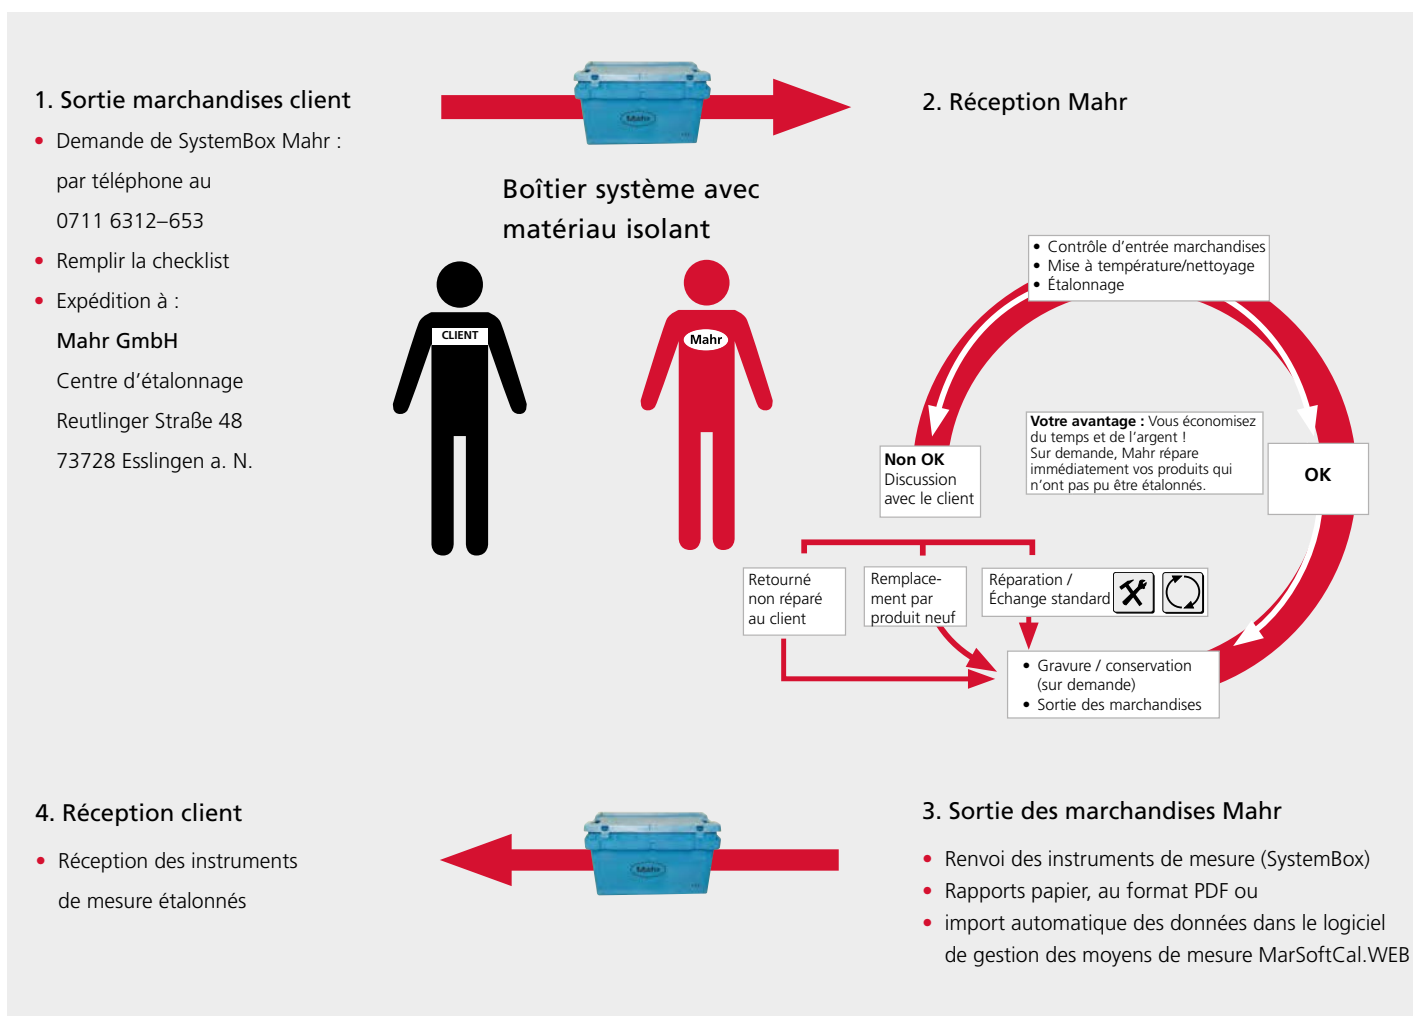 1. Sortie marchandises client
• Demande de SystemBox Mahr :
par téléphone au
0711 6312–653
• Remplir la checklist
• Expédition à :
Mahr GmbH
Centre d'étalonnage
Reutlinger Straße 48
73728 Esslingen a. N.
Mahr
Boîtier système avec
matériau isolant
CLIENT
Mahr
2. Réception Mahr
• Contrôle d'entrée marchandises
• Mise à température/nettoyage
• Étalonnage
Votre avantage : Vous économisez
du temps et de l'argent !
Sur demande, Mahr répare
immédiatement vos produits qui
n'ont pas pu être étalonnés.
OK
Non OK
Discussion
avec le client
Retourné
non réparé
au client
Remplace-
ment par
produit neuf
Réparation /
Échange standard
• Gravure / conservation
(sur demande)
• Sortie des marchandises
3. Sortie des marchandises Mahr
• Renvoi des instruments de mesure (SystemBox)
• Rapports papier, au format PDF ou
• import automatique des données dans le logiciel
de gestion des moyens de mesure MarSoftCal.WEB
Mahr
4. Réception client
• Réception des instruments
de mesure étalonnés